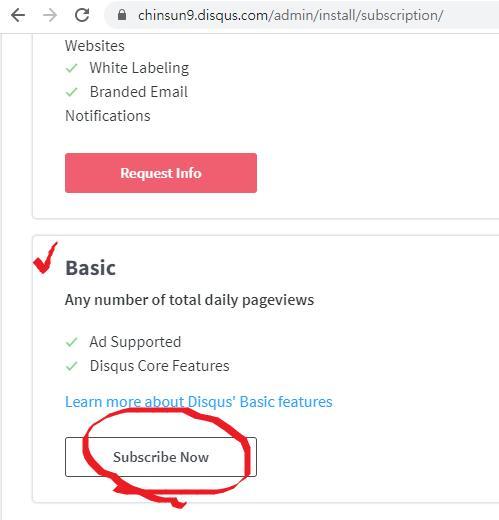 chinsun9.disqus.com/admin/install/subscription/
Websites
White Labeling
Branded Email
Notifications
Request Info
Basic
Any number of total daily pageviews
Ad Supported
Disqus Core Features
Learn more about Disqus' Basic features
Subscribe Now